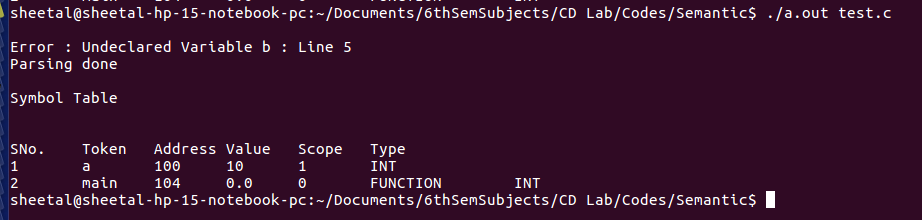 sheetal@sheetal-hp-15-notebook-pc:~/Documents/6thSemSubjects/CD Lab/Codes/Semantic$ ./a.out test.c
Error : Undeclared Variable b : Line 5
Parsing done
Symbol Table
SNo. Token Address Value Scope Type
1 a 100 10 1 INT
2 main 104 0.0 0 FUNCTION INT
sheetal@sheetal-hp-15-notebook-pc:~/Documents/6thSemSubjects/CD Lab/Codes/Semantic$